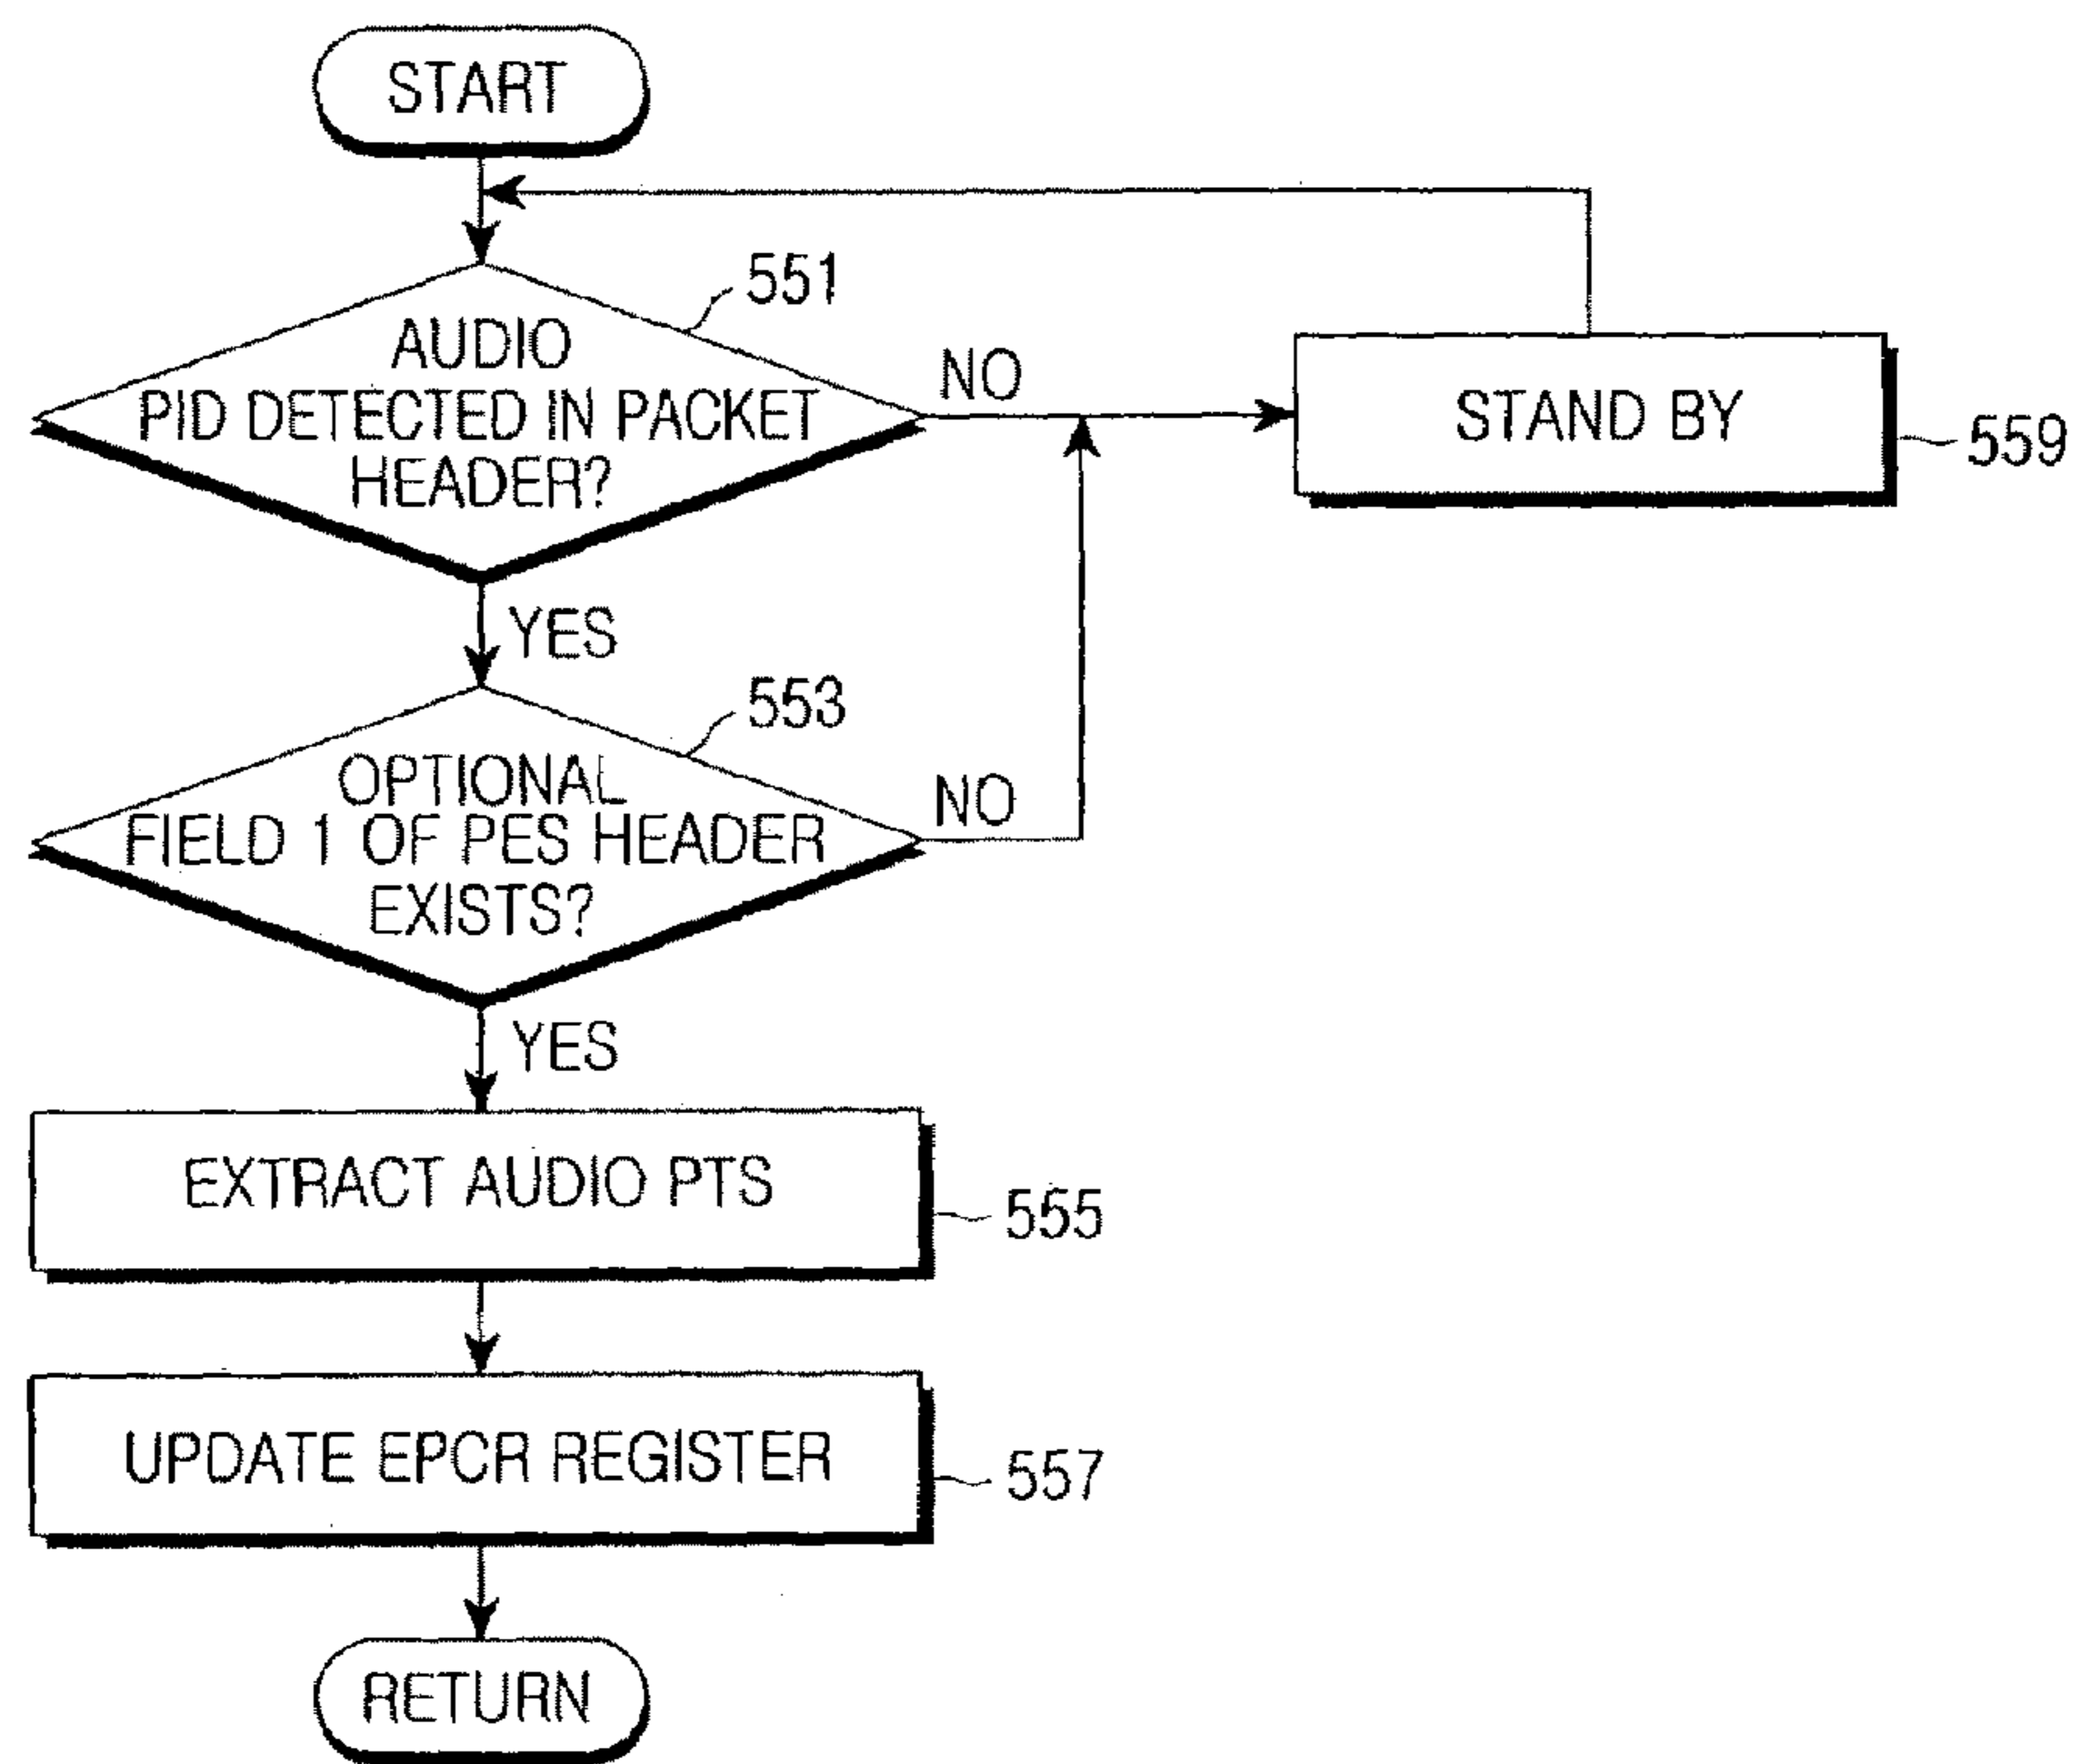 START
551
AUDIO
PID DETECTED IN PACKET
HEADER?
NO
STAND BY
559
YES
553
OPTIONAL
FIELD 1 OF PES HEADER
EXISTS?
NO
YES
EXTRACT AUDIO PTS
555
UPDATE EPCR REGISTER
557
RETURN